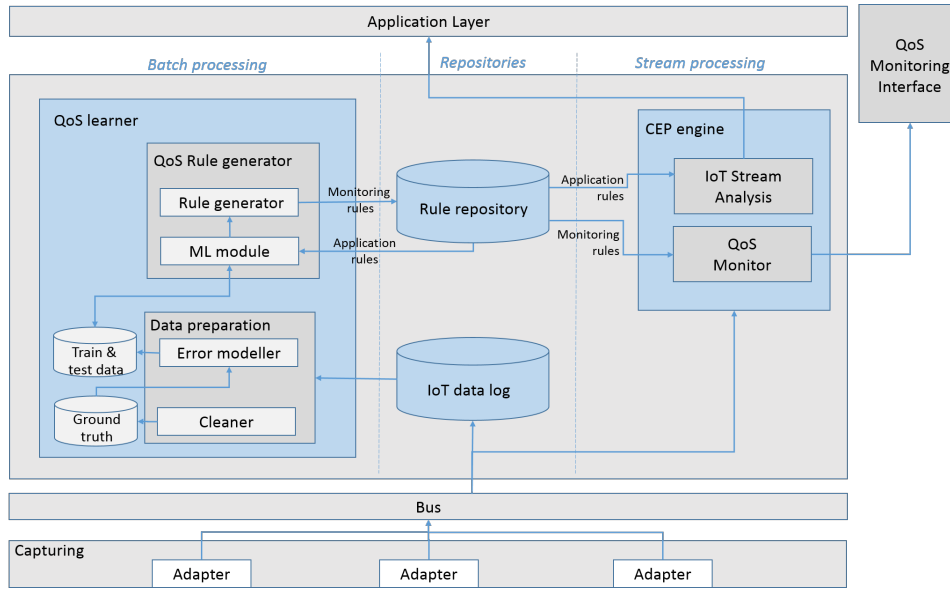 Application Layer
QoS
Monitoring
Interface
Batch processing
Repositories
Stream processing
QoS learner
QoS Rule generator
Rule generator
ML module
Monitoring
rules
Application
rules
Rule repository
Application
rules
Monitoring
rules
CEP engine
IoT Stream
Analysis
QoS
Monitor
Data preparation
Error modeller
Train &
test data
Ground
truth
Cleaner
IoT data log
Bus
Capturing
Adapter
Adapter
Adapter